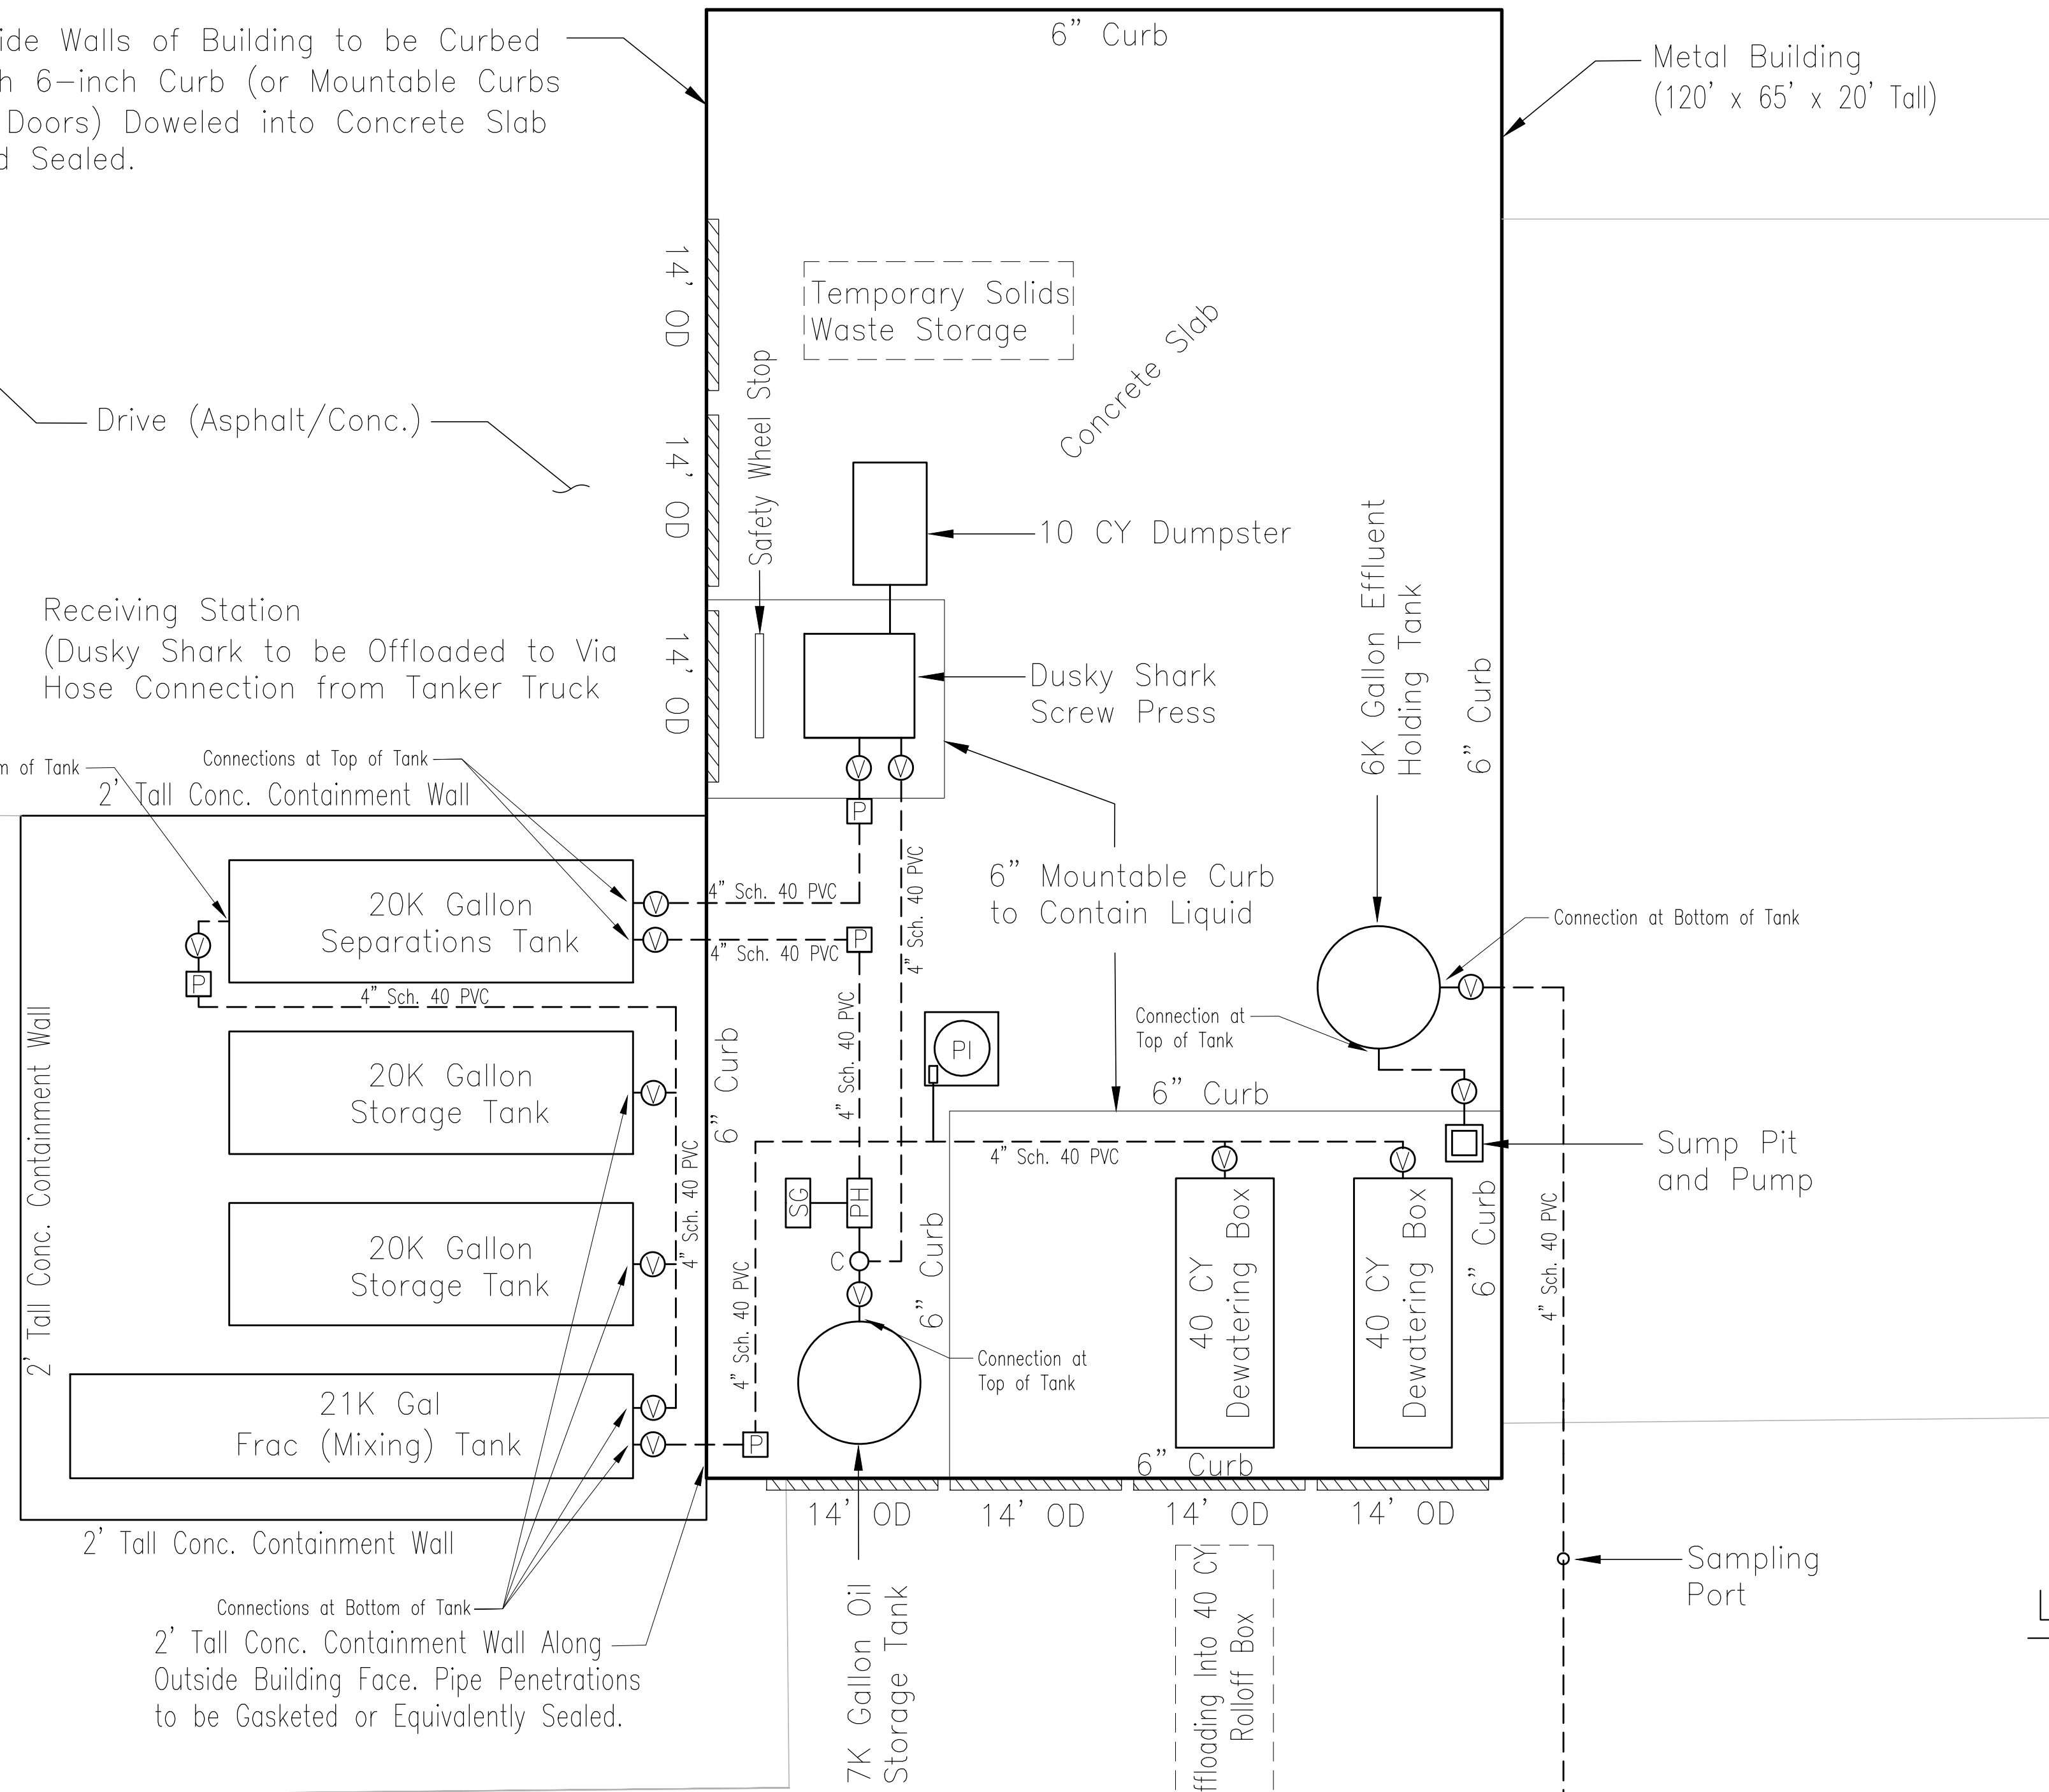 ide Walls of Building to be Curbed
h 6-inch Curb (or Mountable Curbs
Doors) Doweled into Concrete Slab
d Sealed.
6” Curb
Metal Building
(120’ x 65’ x 20’ Tall)
14’ OD
Temporary Solids
Waste Storage
Concrete Slab
Safety Wheel Stop
Drive (Asphalt/Conc.)
14’ OD
10 CY Dumpster
6K Gallon Effluent
Holding Tank
6” Curb
Receiving Station
(Dusky Shark to be Offloaded to Via
Hose Connection from Tanker Truck
14’ OD
Dusky Shark
Screw Press
m of Tank
Connections at Top of Tank
2’ Tall Conc. Containment Wall
V
V
P
4” Sch. 40 PVC
4” Sch. 40 PVC
6” Mountable Curb
to Contain Liquid
20K Gallon
Separations Tank
V
V
V
P
P
4” Sch. 40 PVC
4” Sch. 40 PVC
Connection at Bottom of Tank
V
Connection at
Top of Tank
2’ Tall Conc. Containment Wall
20K Gallon
Storage Tank
V
4” Sch. 40 PVC
6” Curb
4” Sch. 40 PVC
PI
6” Curb
V
4” Sch. 40 PVC
Sump Pit
and Pump
V
V
SG
PH
C
V
6” Curb
40 CY
Dewatering Box
40 CY
Dewatering Box
6” Curb
4” Sch. 40 PVC
20K Gallon
Storage Tank
V
4” Sch. 40 PVC
Connection at
Top of Tank
21K Gal
Frac (Mixing) Tank
V
V
P
6” Curb
14’ OD
14’ OD
14’ OD
14’ OD
2’ Tall Conc. Containment Wall
Connections at Bottom of Tank
2’ Tall Conc. Containment Wall Along
Outside Building Face. Pipe Penetrations
to be Gasketed or Equivalently Sealed.
7K Gallon Oil
Storage Tank
ffloading Into 40 CY
Rolloff Box
Sampling
Port
L